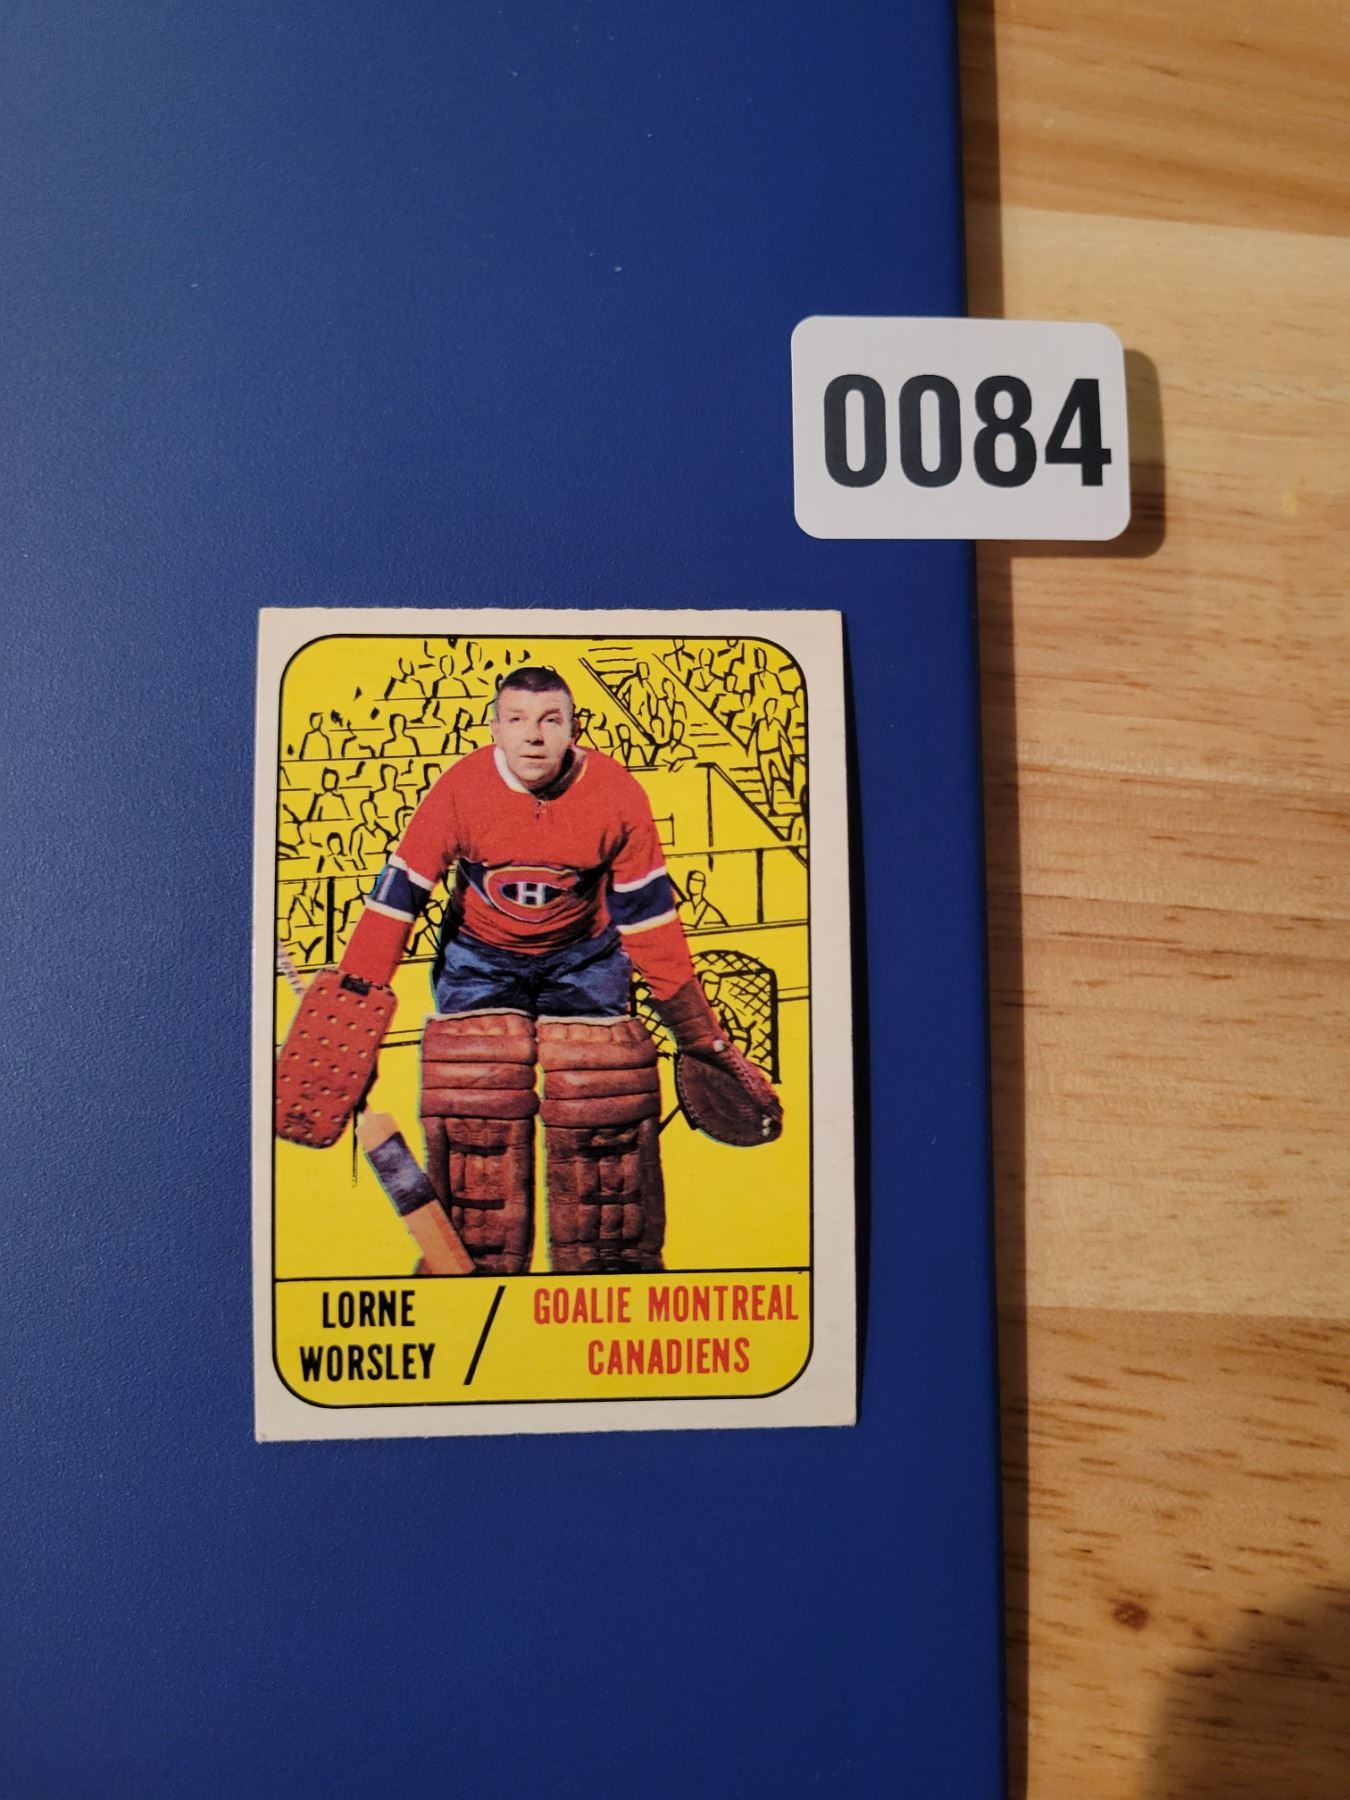 0084
H
LORNE / GOALIE MONTREAL
WORSLEY CANADIENS